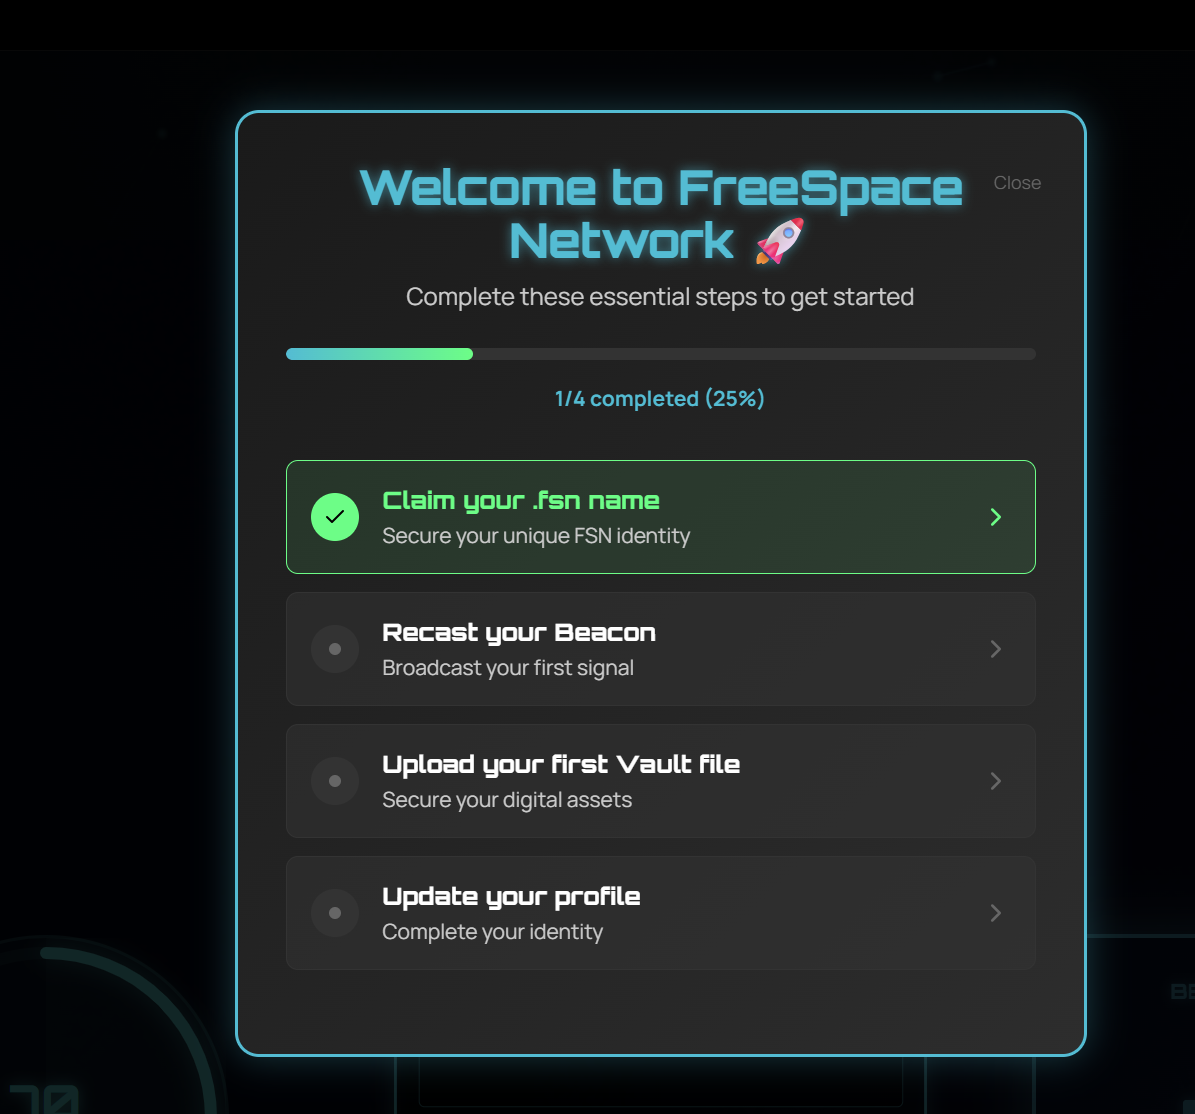 Welcome to FreeSpace
Network 🚀
Close
Complete these essential steps to get started
1/4 completed (25%)
Claim your .fsn name
Secure your unique FSN identity
Recast your Beacon
Broadcast your first signal
Upload your first Vault file
Secure your digital assets
Update your profile
Complete your identity
70